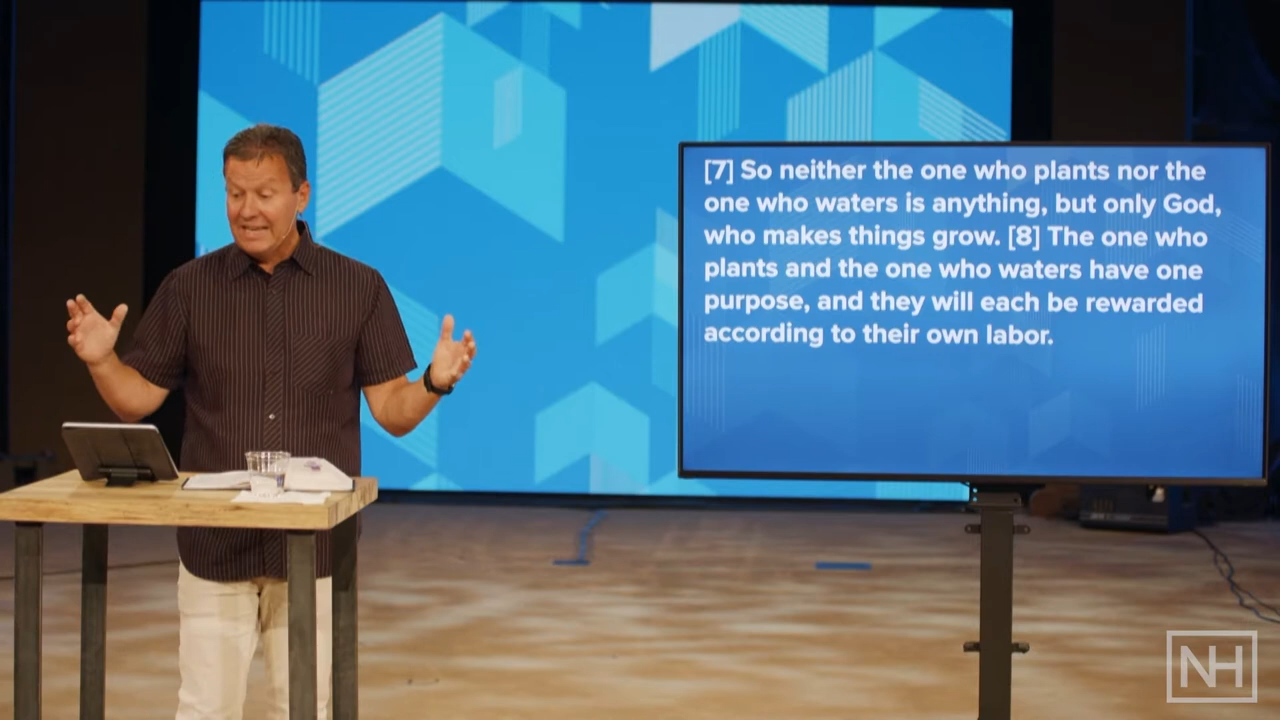 [7] So neither the one who plants nor the
one who waters is anything, but only God,
who makes things grow. [8] The one who
plants and the one who waters have one
purpose, and they will each be rewarded
according to their own labor.
NH